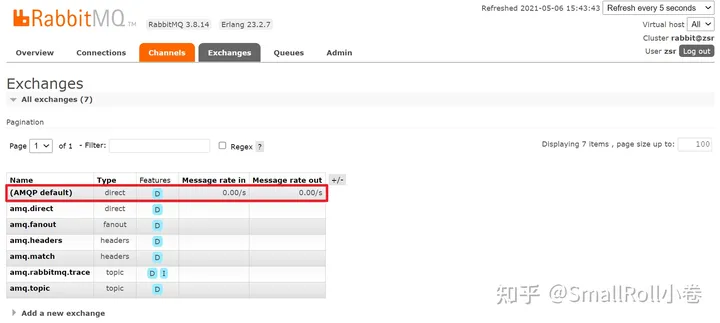 RabbitMQ TM RabbitMQ 3.8.14 Erlang 23.2.7
Refreshed 2021-05-06 15:43:43 Refresh every 5 seconds
Virtual host All
Cluster rabbit@zsr
User zsr Log out
Overview Connections Channels Exchanges Queues Admin
Exchanges
All exchanges (7)
Pagination
Page 1 of 1 - Filter: Regex ? Displaying 7 items , page size up to: 100
Name Type Features Message rate in Message rate out +/-
(AMQP default) direct D 0.00/s 0.00/s
amq.direct direct D
amq.fanout fanout D
amq.headers headers D
amq.match headers D
amq.rabbitmq.trace topic D I
amq.topic topic D
Add a new exchange
知乎 @SmallRoll小卷